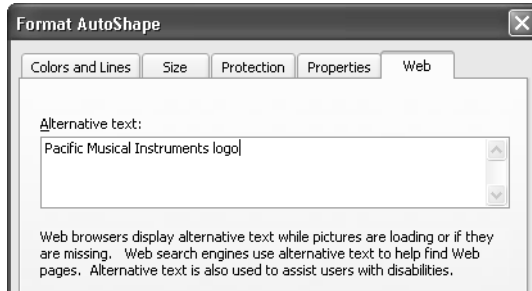 Format AutoShape
Colors and Lines Size Protection Properties Web
Alternative text:
Pacific Musical Instruments logo
Web browsers display alternative text while pictures are loading or if they
are missing. Web search engines use alternative text to help find Web
pages. Alternative text is also used to assist users with disabilities.